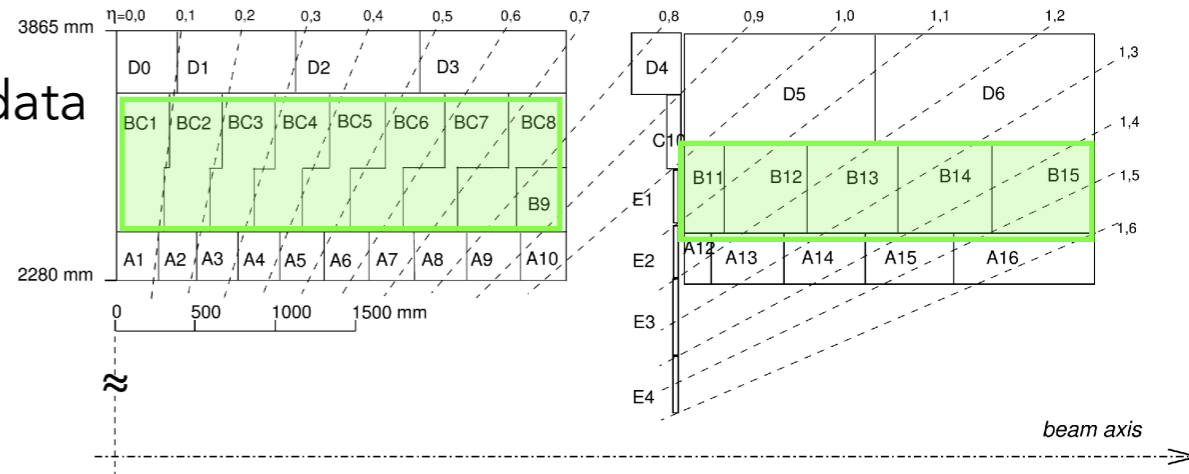 η=0,0 0,1 0,2 0,3 0,4 0,5 0,6 0,7 0,8 0,9 1,0 1,1 1,2
3865 mm
1,3
D0 D1 D2 D3 D4 D5 D6
data
BC1 BC2 BC3 BC4 BC5 BC6 BC7 BC8
1,4
C10
B11 B12 B13 B14 B15
1,5
B9 E1
1,6
A1 A2 A3 A4 A5 A6 A7 A8 A9 A10 E2 A12 A13 A14 A15 A16
2280 mm
0 500 1000 1500 mm
E3
≈
E4
beam axis